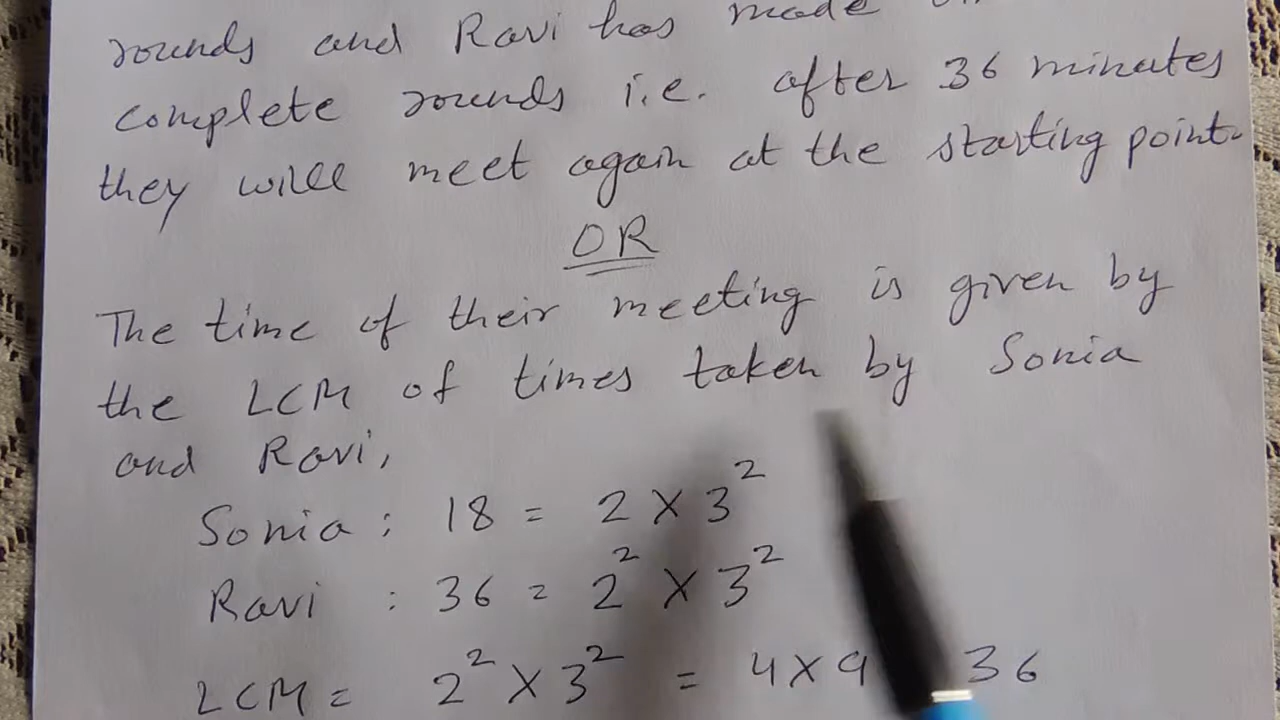 rounds and Ravi has made
complete rounds i.e. after 36 minutes
they will meet again at the starting point.
OR
The time of their meeting is given by
the LCM of times taken by Sonia
and Ravi,
Sonia : 18 = 2 × 3²
Ravi : 36 = 2² × 3²
LCM = 2² × 3² = 4 × 9 36